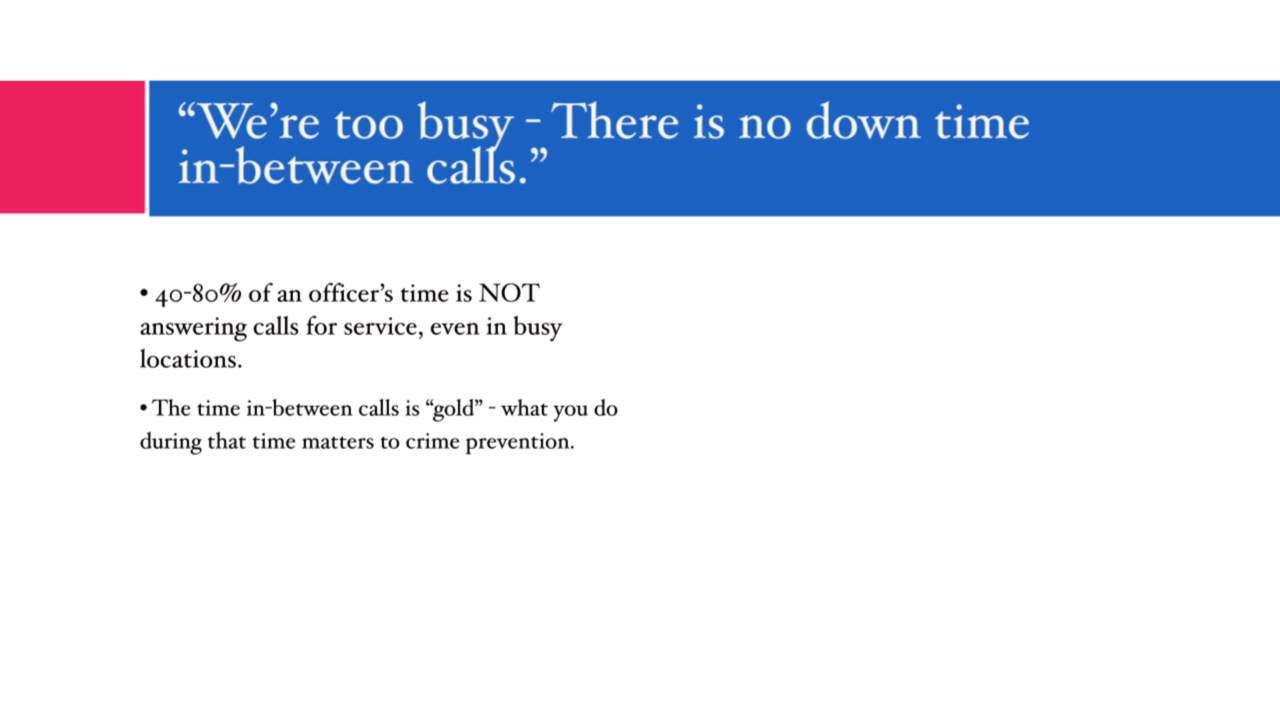 “We’re too busy - There is no down time
in-between calls.”
• 40-80% of an officer’s time is NOT
answering calls for service, even in busy
locations.
• The time in-between calls is “gold” - what you do
during that time matters to crime prevention.